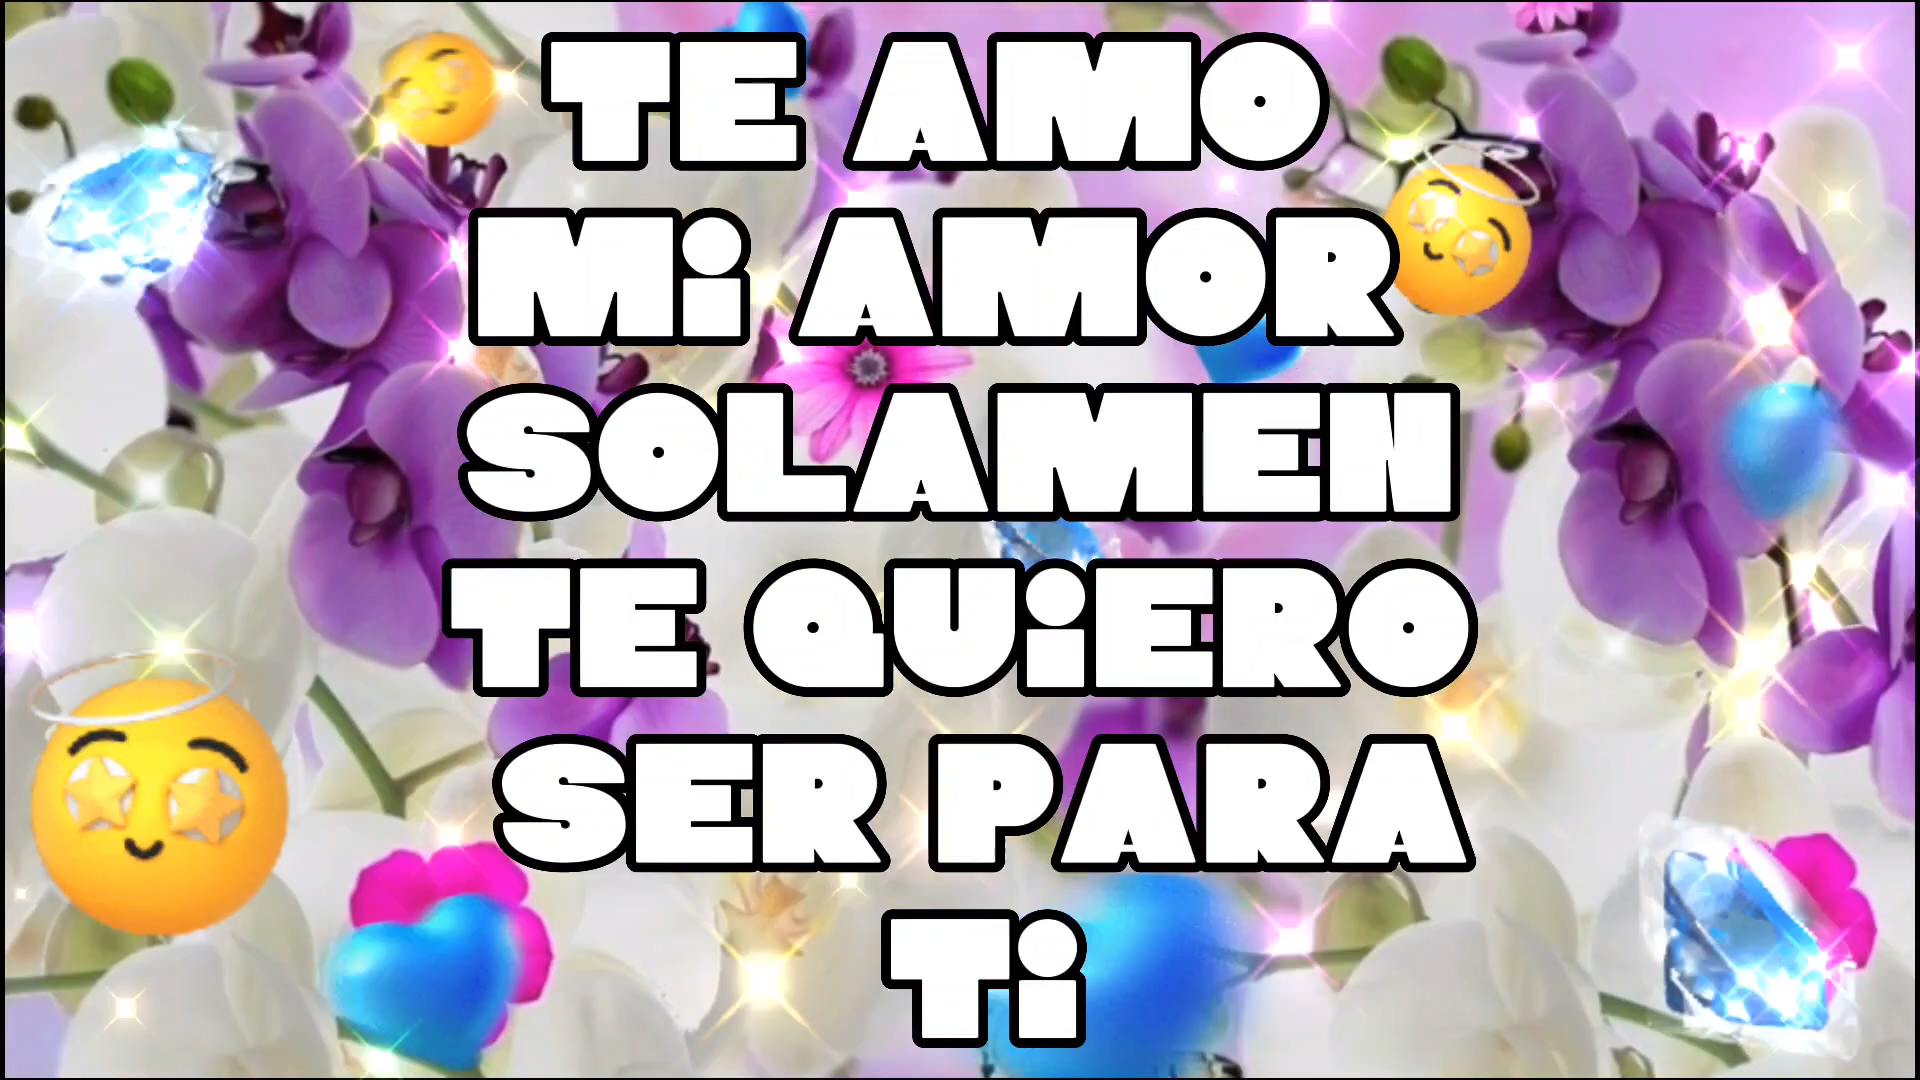 TE AMO
Mi AMOR
SOLAMEN
TE QUiERO
SER PARA
Ti